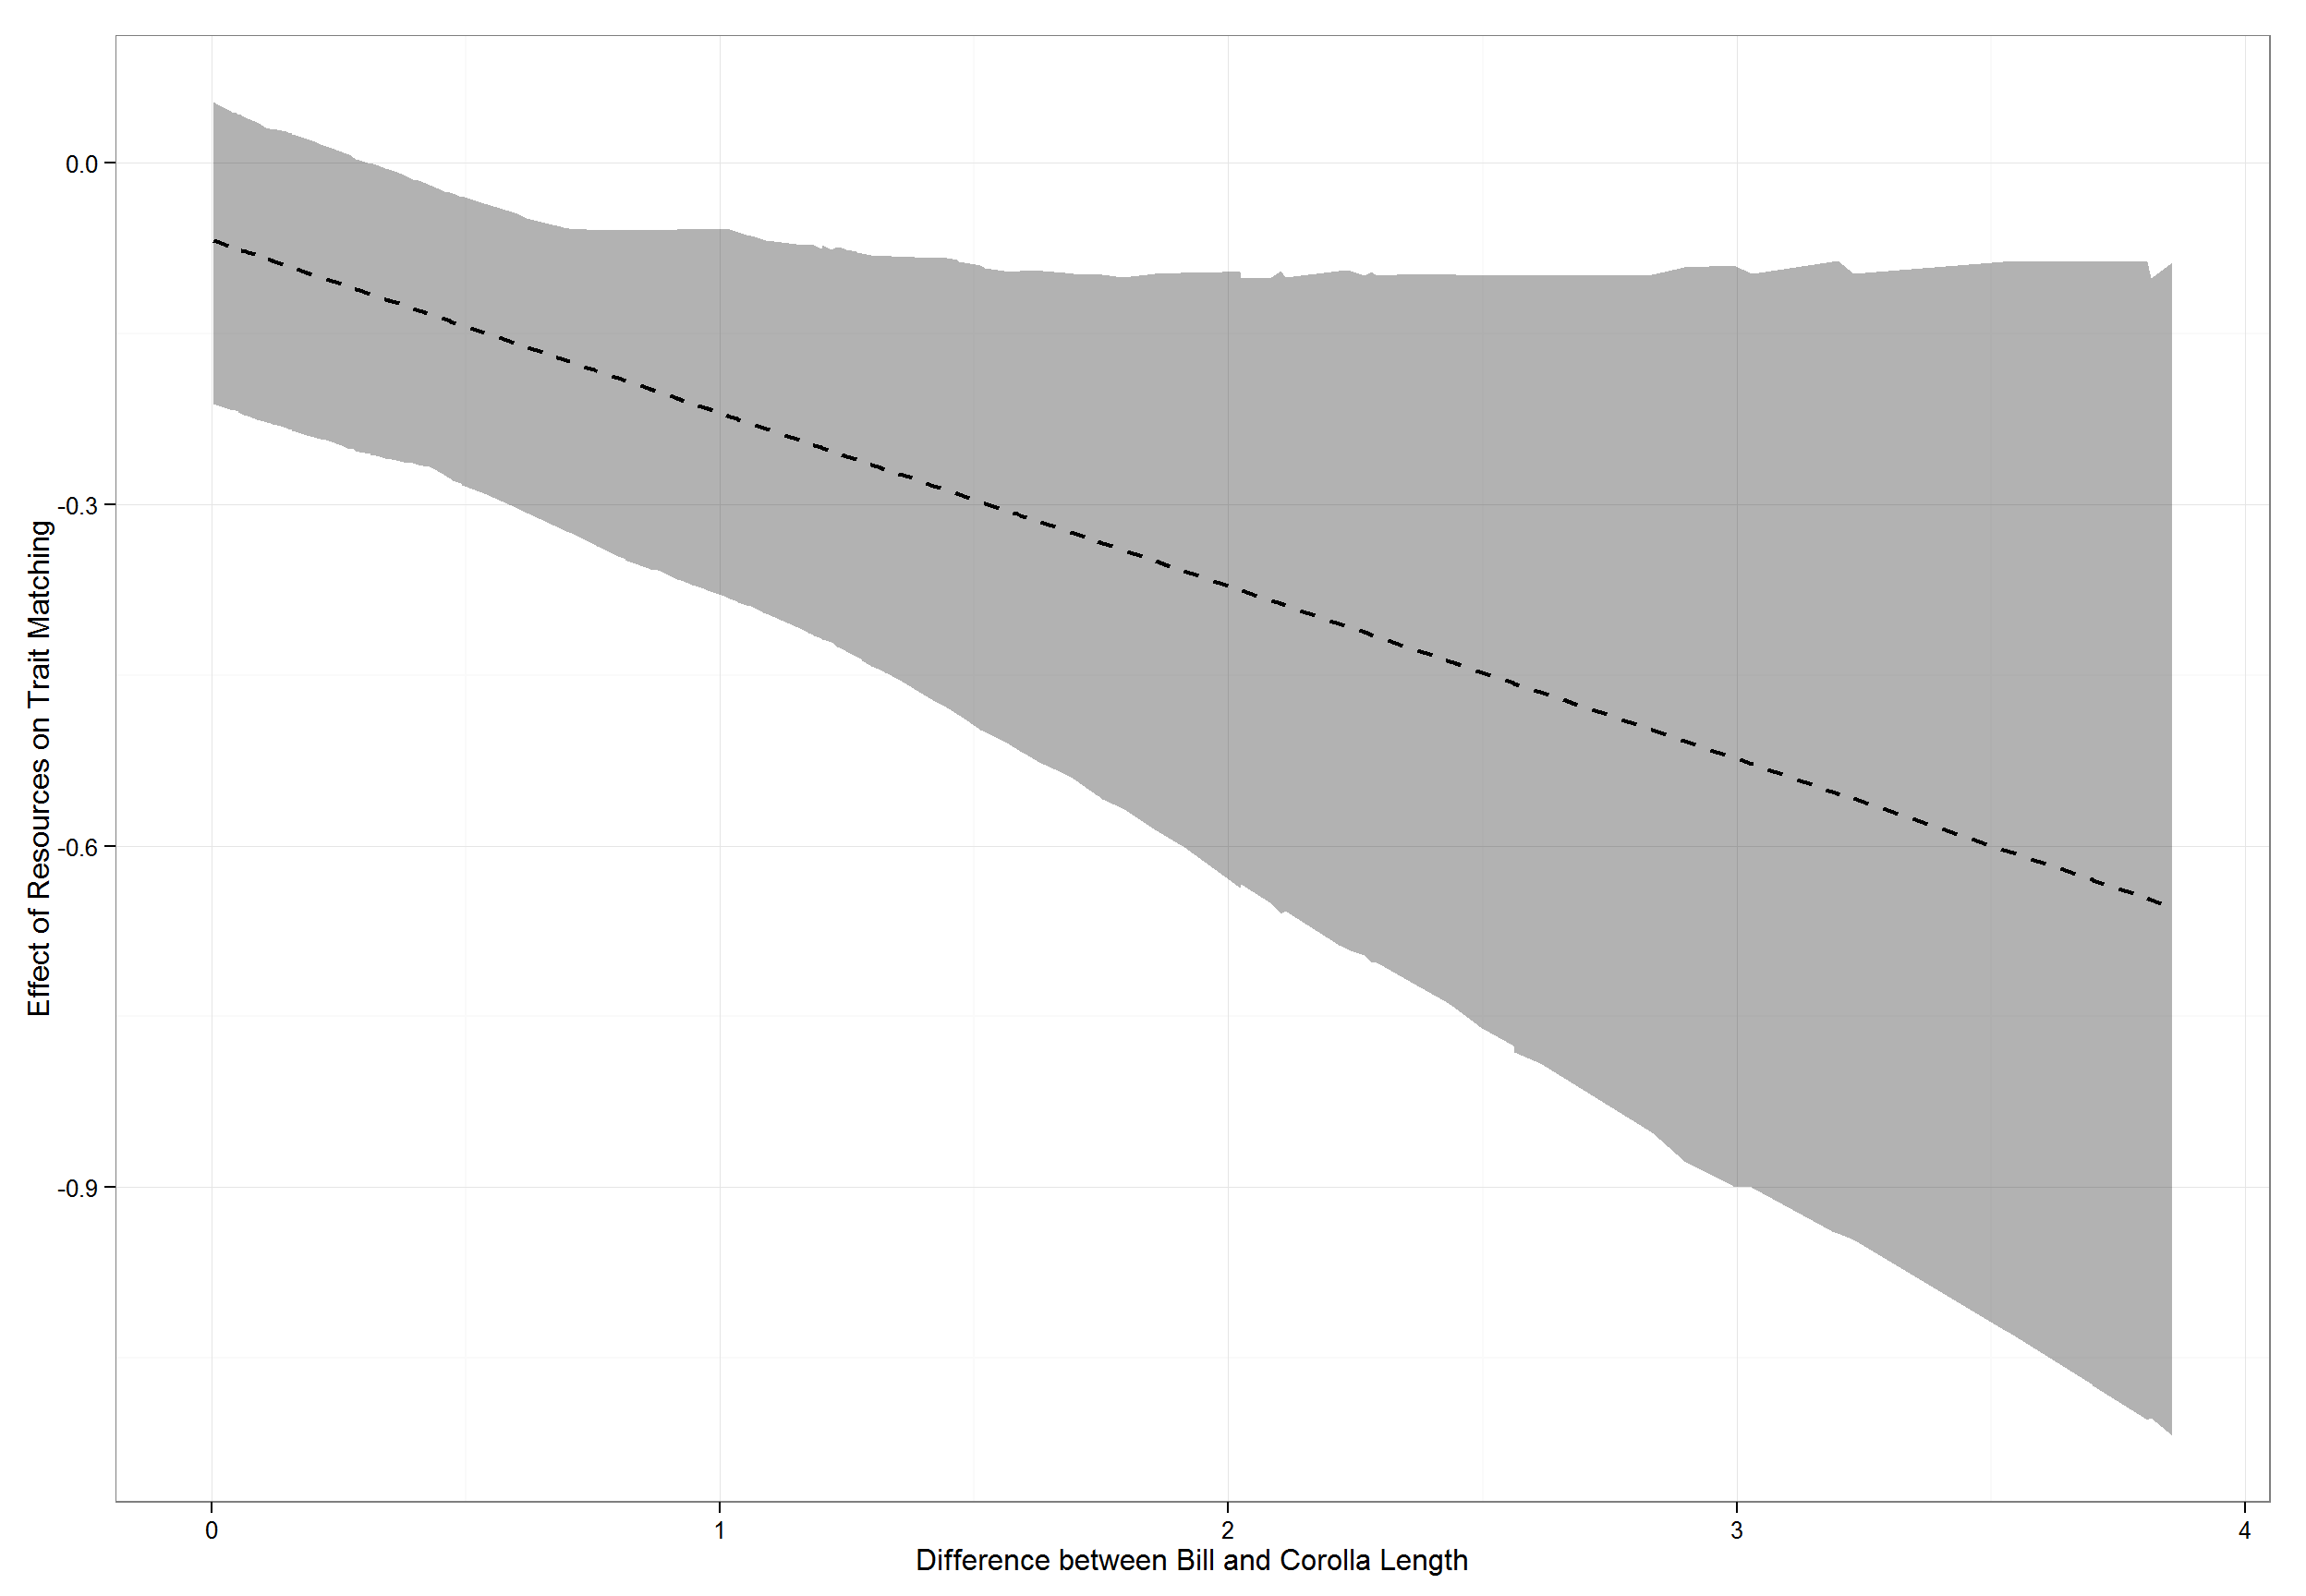 Effect of Resources on Trait Matching
0.0
-0.3
-0.6
-0.9
0 1 2 3 4
Difference between Bill and Corolla Length